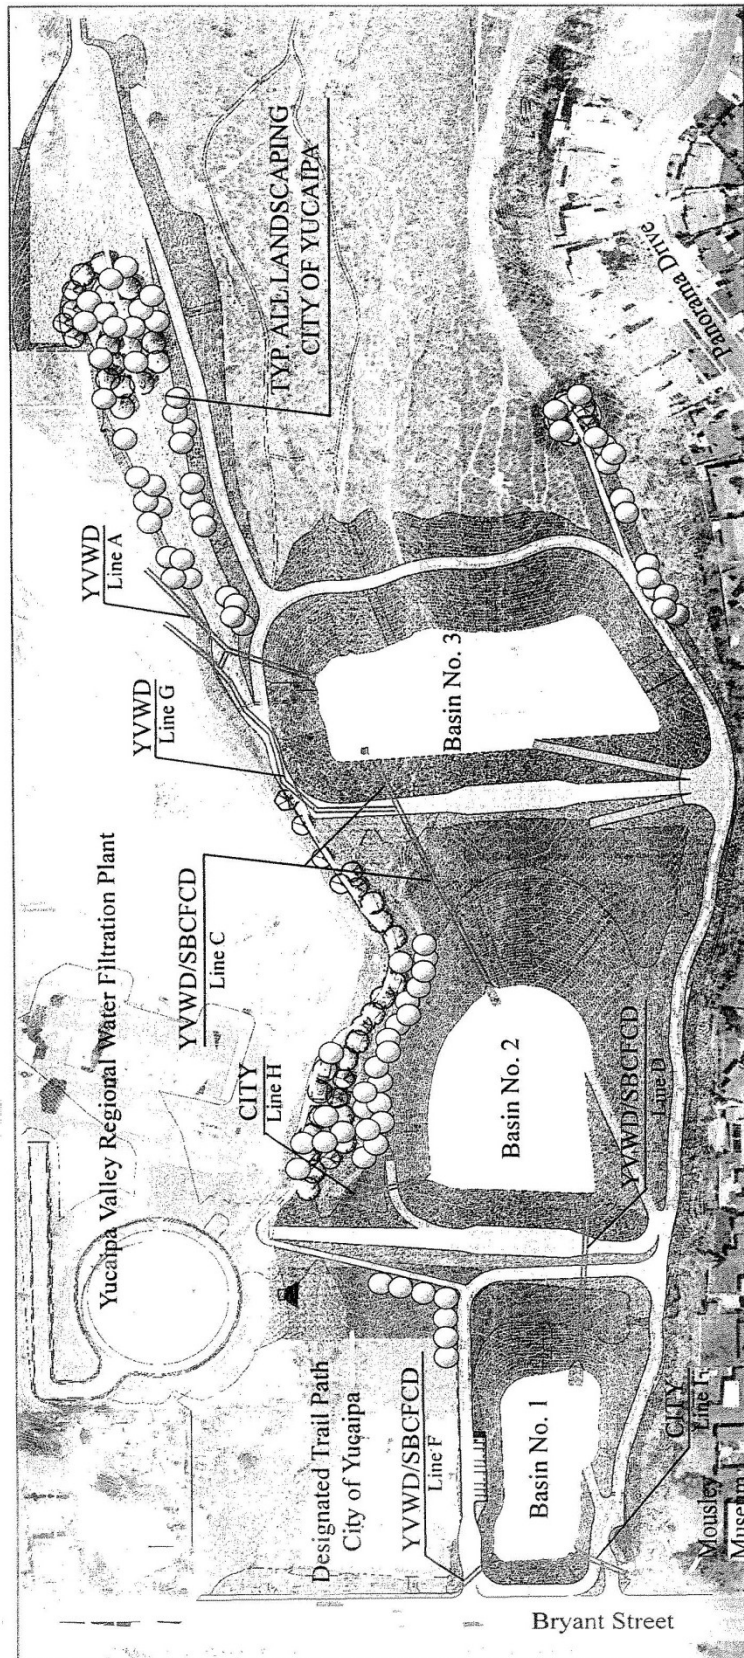 TYP. ALL LANDSCAPING
CITY OF YUCAIPA
Panorama Drive
YVWD
Line A
YVWD
Line G
Basin No. 3
Yucaipa Valley Regional Water Filtration Plant
YVWD/SBCFCD
Line C
CITY
Line H
Basin No. 2
YVWD/SBCFCD
Line D
Designated Trail Path
City of Yucaipa
YVWD/SBCFCD
Line F
Basin No. 1
CITY
Mousley
Museum
Bryant Street